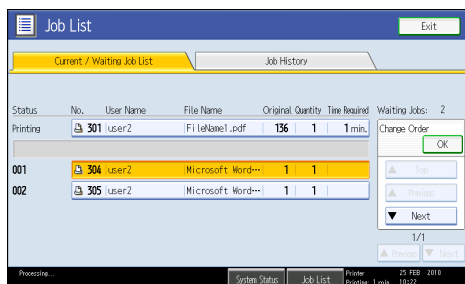 Job List Exit
Current / Waiting Job List Job History
Status No. User Name File Name Original Quantity Time Required Waiting Jobs: 2
Printing 301 user2 FileName1.pdf 136 1 1 min. Change Order
OK
001 304 user2 Microsoft Word··· 1 1 ▲ Top
002 305 user2 Microsoft Word··· 1 1 ▲ Previous
▼ Next
1/1
▲ Previous ▼ Next
Processing... System Status Job List Printer 25 FEB 2010
Printing: 1 min. 10:22